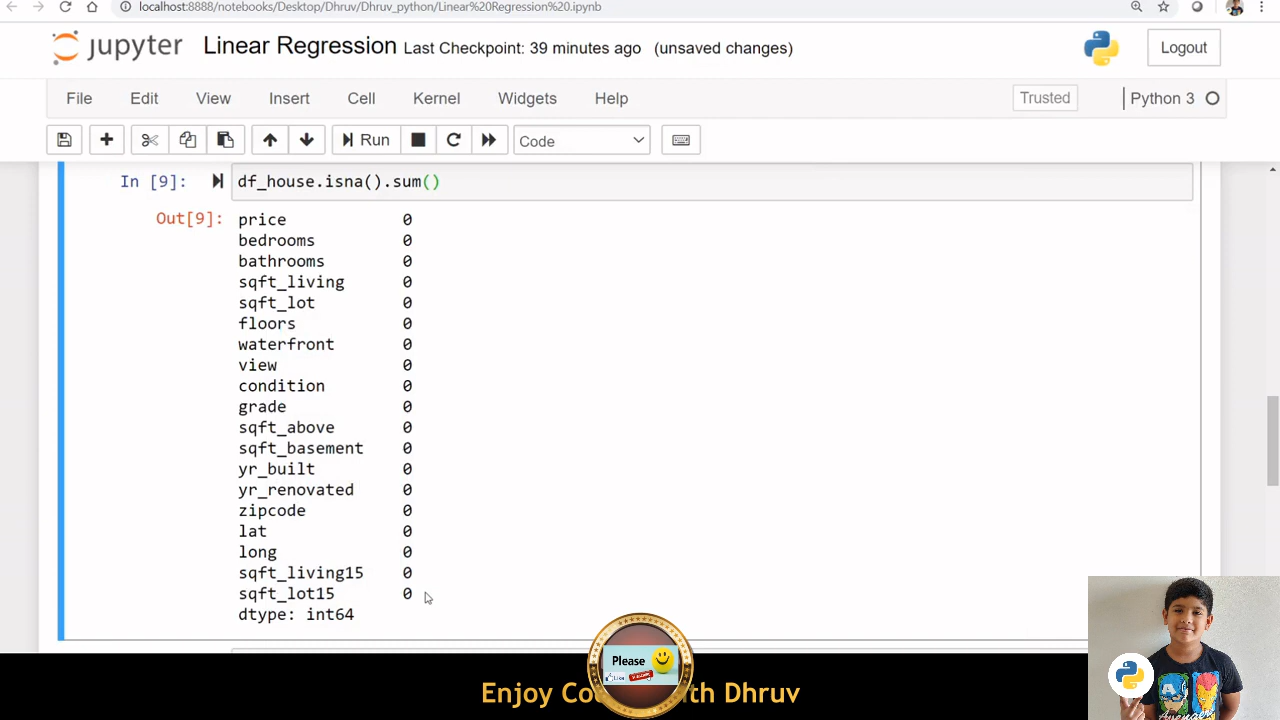 localhost:8888/notebooks/Desktop/Dhruv/Dhruv_python/Linear%20Regression%20.ipynb
jupyter Linear Regression Last Checkpoint: 39 minutes ago (unsaved changes) Logout
File Edit View Insert Cell Kernel Widgets Help Trusted Python 3
Run Code
In [9]: df_house.isna().sum()
Out[9]: price 0
bedrooms 0
bathrooms 0
sqft_living 0
sqft_lot 0
floors 0
waterfront 0
view 0
condition 0
grade 0
sqft_above 0
sqft_basement 0
yr_built 0
yr_renovated 0
zipcode 0
lat 0
long 0
sqft_living15 0
sqft_lot15 0
dtype: int64
Please
Enjoy Co th Dhruv